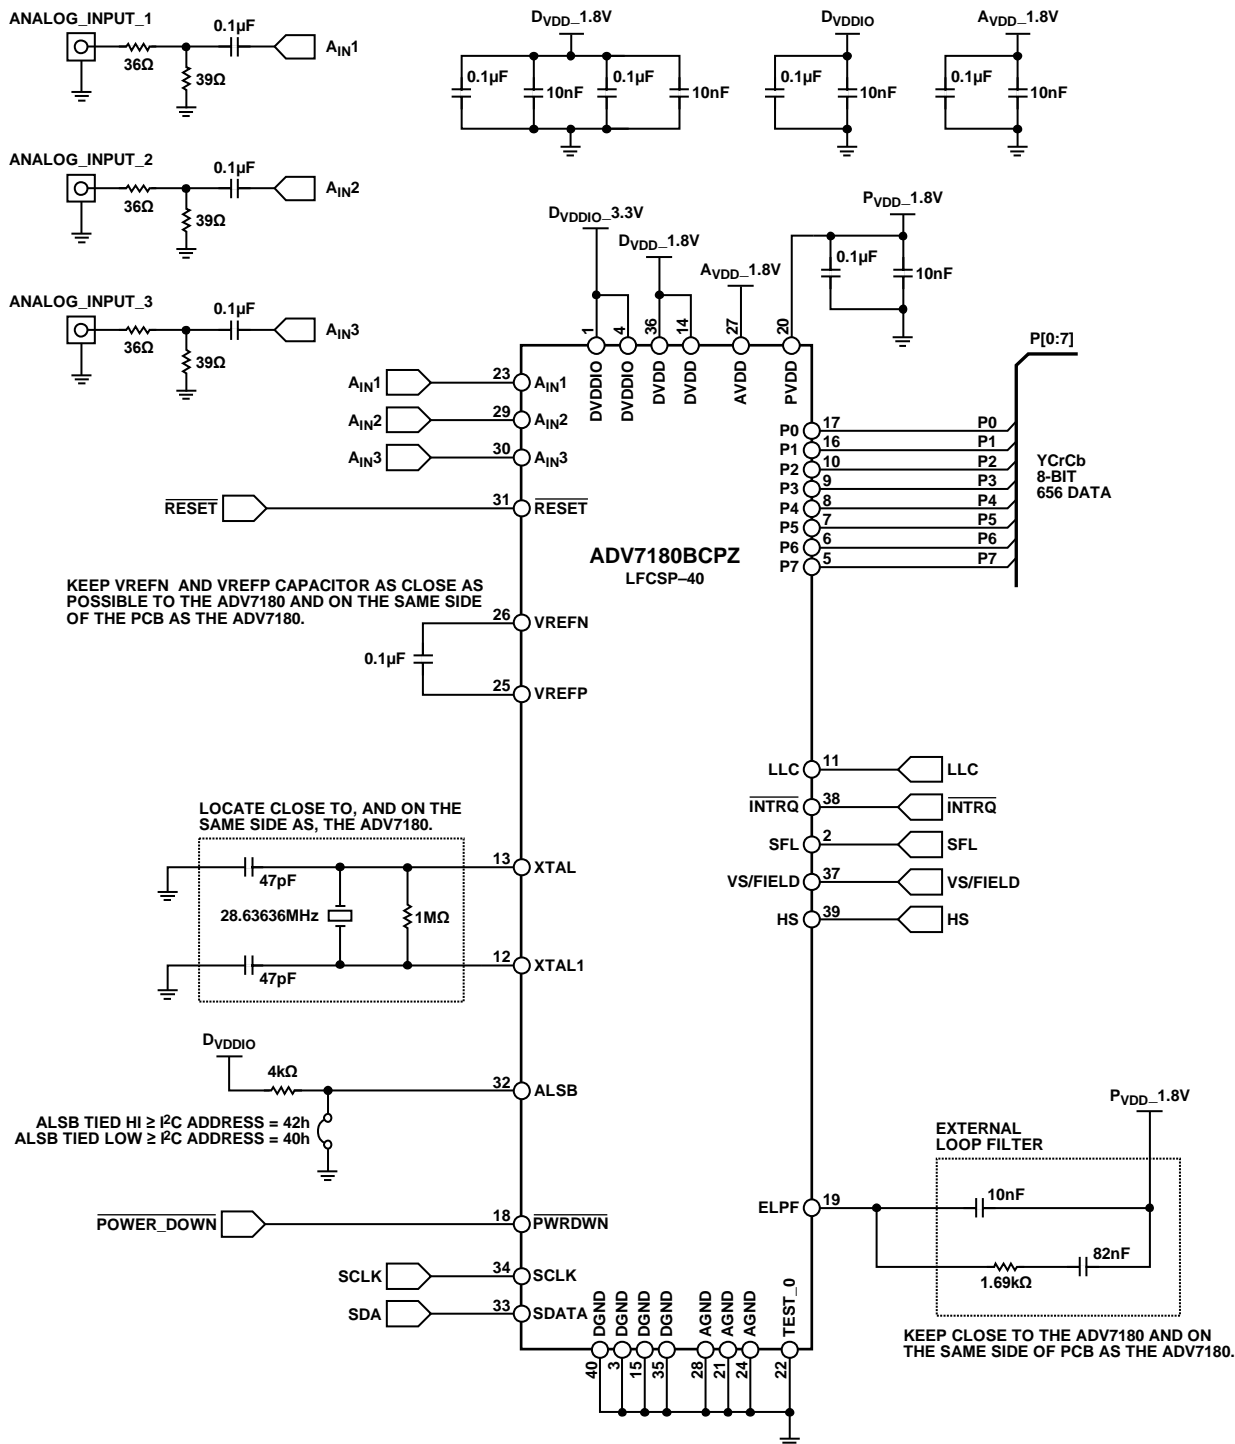 ANALOG_INPUT_1
0.1µF
36Ω
39Ω
AIN1
ANALOG_INPUT_2
0.1µF
36Ω
39Ω
AIN2
ANALOG_INPUT_3
0.1µF
36Ω
39Ω
AIN3
DVDD_1.8V
0.1µF
10nF
0.1µF
10nF
DVDDIO
0.1µF
10nF
AVDD_1.8V
0.1µF
10nF
DVDDIO_3.3V
DVDD_1.8V
AVDD_1.8V
PVDD_1.8V
0.1µF
10nF
1
4
36
14
27
20
DVDDIO
DVDDIO
DVDD
DVDD
AVDD
PVDD
AIN1
23
AIN1
AIN2
29
AIN2
AIN3
30
AIN3
RESET
31
RESET
ADV7180BCPZ
LFCSP–40
P[0:7]
P0
17
P0
P1
16
P1
P2
10
P2
P3
9
P3
P4
8
P4
P5
7
P5
P6
6
P6
P7
5
P7
YCrCb
8-BIT
656 DATA
KEEP VREFN AND VREFP CAPACITOR AS CLOSE AS
POSSIBLE TO THE ADV7180 AND ON THE SAME SIDE
OF THE PCB AS THE ADV7180.
26
VREFN
0.1µF
25
VREFP
LLC
11
LLC
INTRQ
38
INTRQ
SFL
2
SFL
VS/FIELD
37
VS/FIELD
HS
39
HS
LOCATE CLOSE TO, AND ON THE
SAME SIDE AS, THE ADV7180.
47pF
13
XTAL
28.63636MHz
1MΩ
47pF
12
XTAL1
DVDDIO
4kΩ
32
ALSB
ALSB TIED HI ≥ I2C ADDRESS = 42h
ALSB TIED LOW ≥ I2C ADDRESS = 40h
POWER_DOWN
18
PWRDWN
SCLK
34
SCLK
SDA
33
SDATA
PVDD_1.8V
EXTERNAL
LOOP FILTER
ELPF
19
10nF
82nF
1.69kΩ
KEEP CLOSE TO THE ADV7180 AND ON
THE SAME SIDE OF PCB AS THE ADV7180.
DGND
DGND
DGND
DGND
AGND
AGND
AGND
TEST_0
40
3
15
35
28
21
24
22